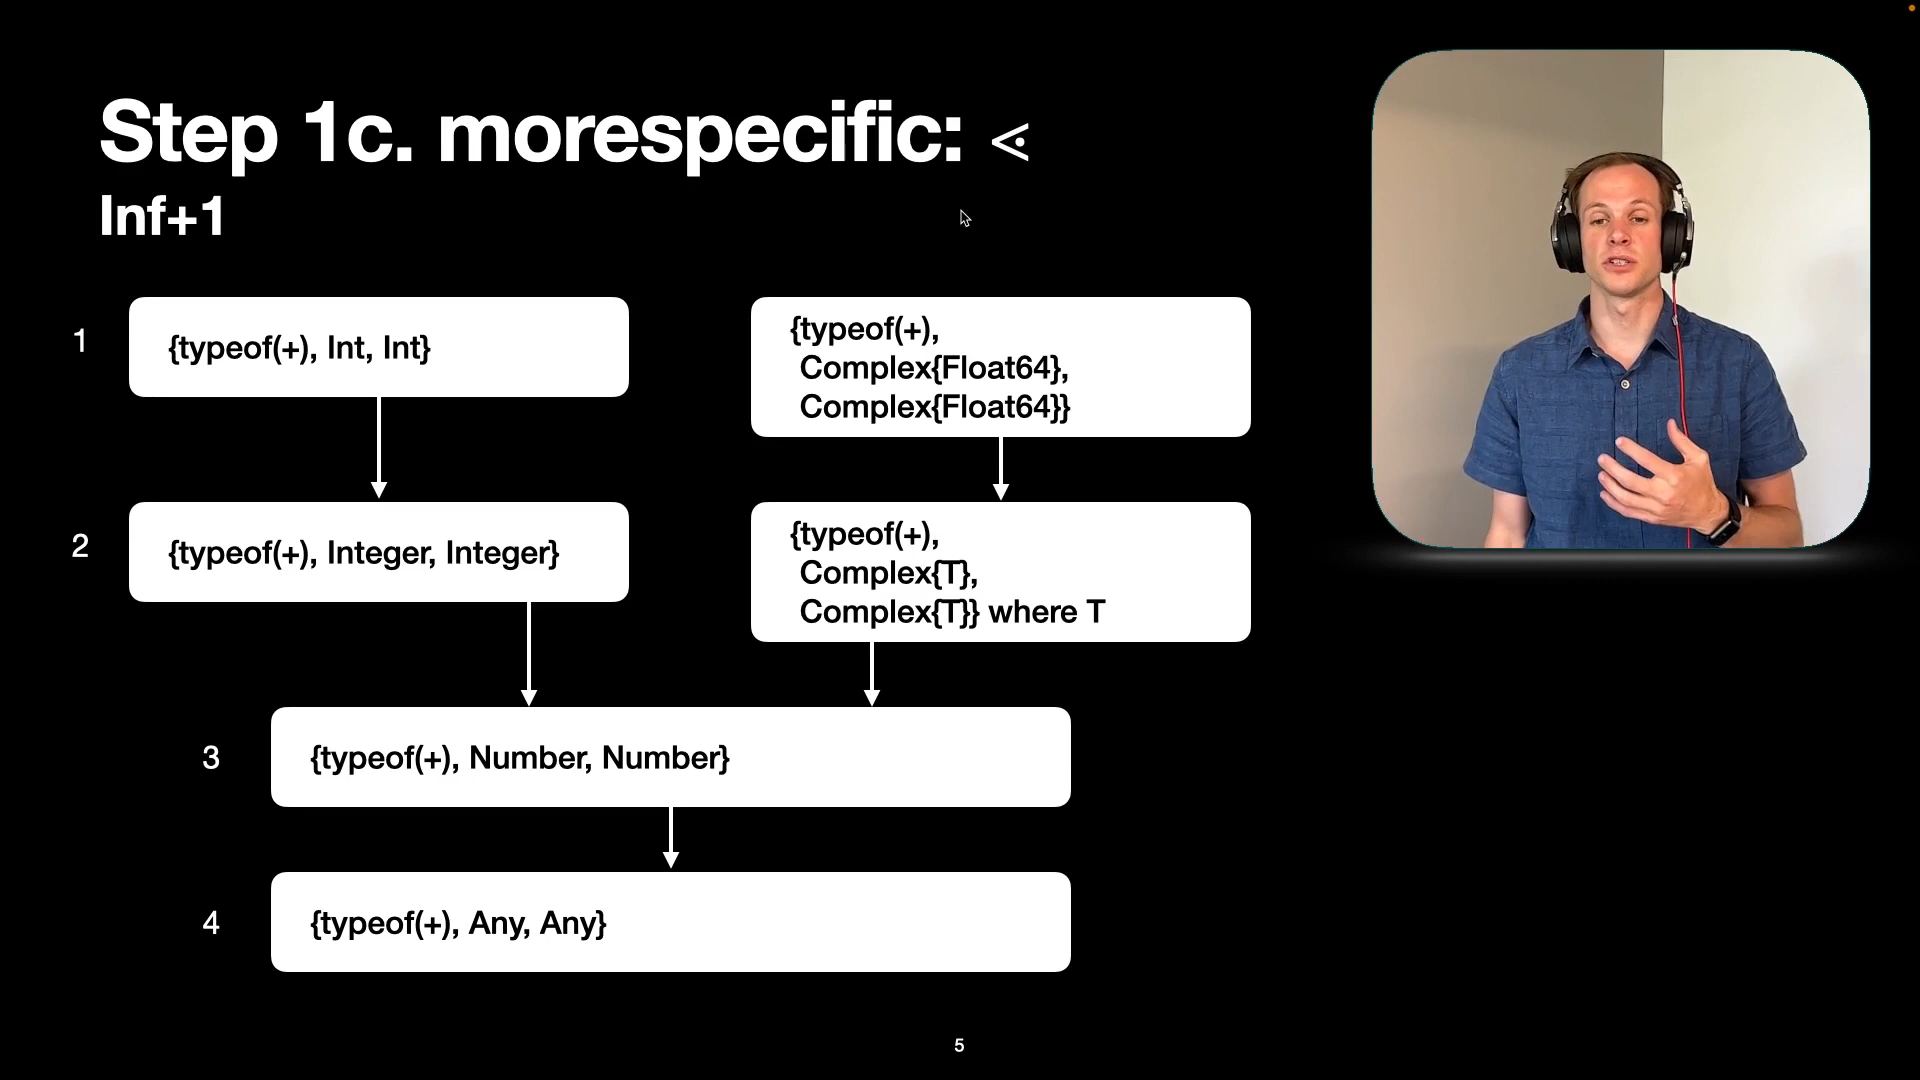 Step 1c. morespecific: ⋖
Inf+1
1
{typeof(+), Int, Int}
{typeof(+),
Complex{Float64},
Complex{Float64}}
2
{typeof(+), Integer, Integer}
{typeof(+),
Complex{T},
Complex{T}} where T
3
{typeof(+), Number, Number}
4
{typeof(+), Any, Any}
5